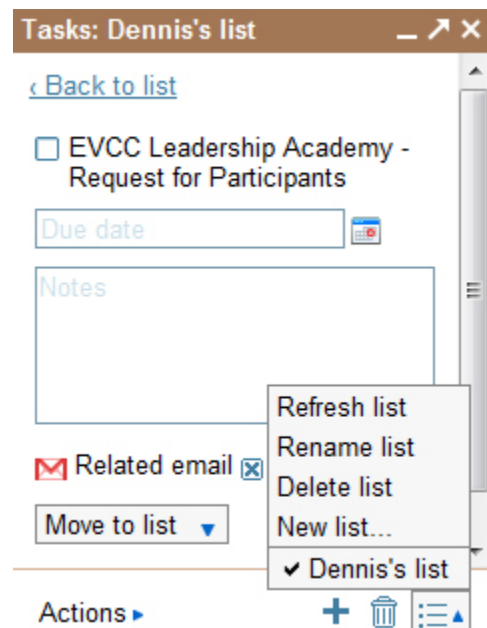 Tasks: Dennis's list
‹ Back to list
EVCC Leadership Academy -
Request for Participants
Due date
Notes
Related email
Move to list
Refresh list
Rename list
Delete list
New list...
Dennis's list
Actions